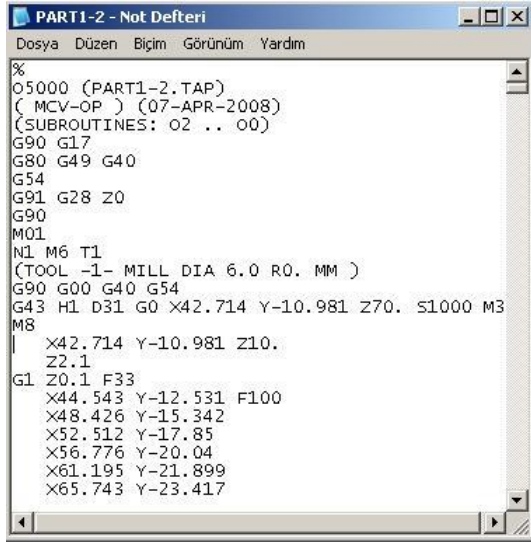 PART1-2 - Not Defteri
Dosya Düzen Biçim Görünüm Yardım
%
O5000 (PART1-2.TAP)
( MCV-OP ) (07-APR-2008)
(SUBROUTINES: O2 .. O0)
G90 G17
G80 G49 G40
G54
G91 G28 Z0
G90
M01
N1 M6 T1
(TOOL -1- MILL DIA 6.0 R0. MM )
G90 G00 G40 G54
G43 H1 D31 G0 X42.714 Y-10.981 Z70. S1000 M3
M8
X42.714 Y-10.981 Z10.
Z2.1
G1 Z0.1 F33
X44.543 Y-12.531 F100
X48.426 Y-15.342
X52.512 Y-17.85
X56.776 Y-20.04
X61.195 Y-21.899
X65.743 Y-23.417